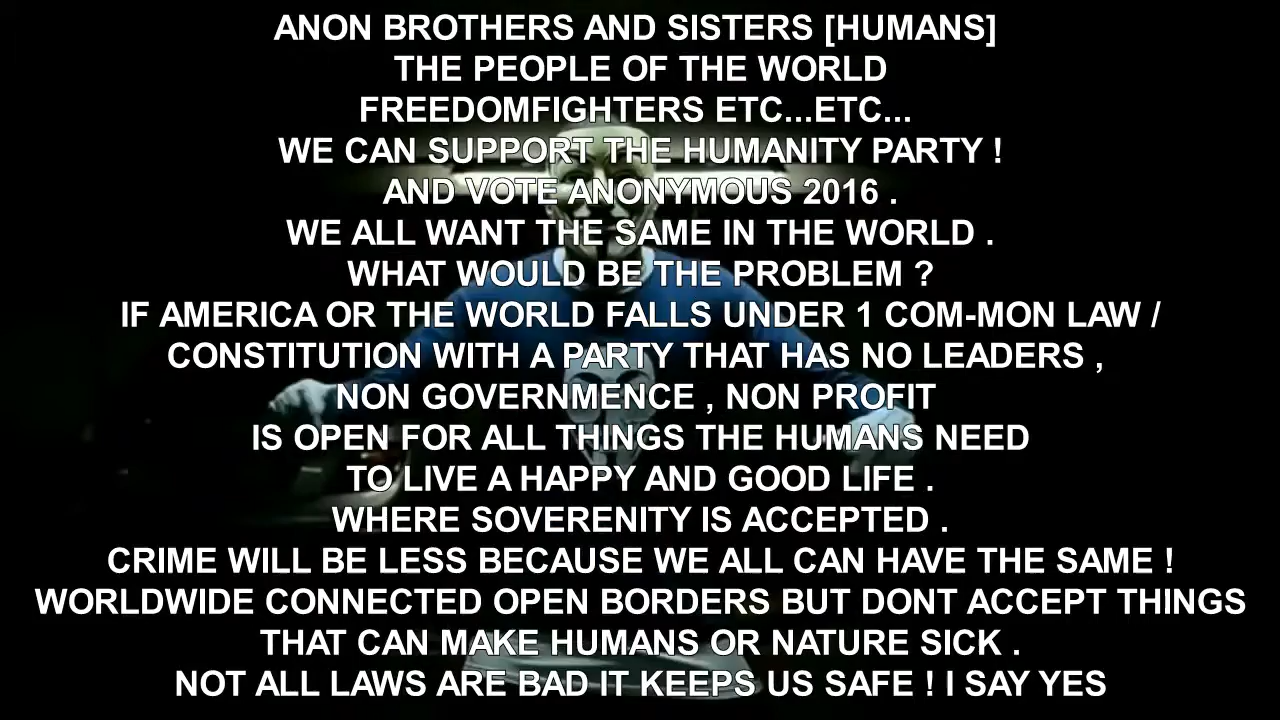 ANON BROTHERS AND SISTERS [HUMANS]
THE PEOPLE OF THE WORLD
FREEDOMFIGHTERS ETC...ETC...
WE CAN SUPPORT THE HUMANITY PARTY !
AND VOTE ANONYMOUS 2016 .
WE ALL WANT THE SAME IN THE WORLD .
WHAT WOULD BE THE PROBLEM ?
IF AMERICA OR THE WORLD FALLS UNDER 1 COM-MON LAW /
CONSTITUTION WITH A PARTY THAT HAS NO LEADERS ,
NON GOVERNMENCE , NON PROFIT
IS OPEN FOR ALL THINGS THE HUMANS NEED
TO LIVE A HAPPY AND GOOD LIFE .
WHERE SOVERENITY IS ACCEPTED .
CRIME WILL BE LESS BECAUSE WE ALL CAN HAVE THE SAME !
WORLDWIDE CONNECTED OPEN BORDERS BUT DONT ACCEPT THINGS
THAT CAN MAKE HUMANS OR NATURE SICK .
NOT ALL LAWS ARE BAD IT KEEPS US SAFE ! I SAY YES